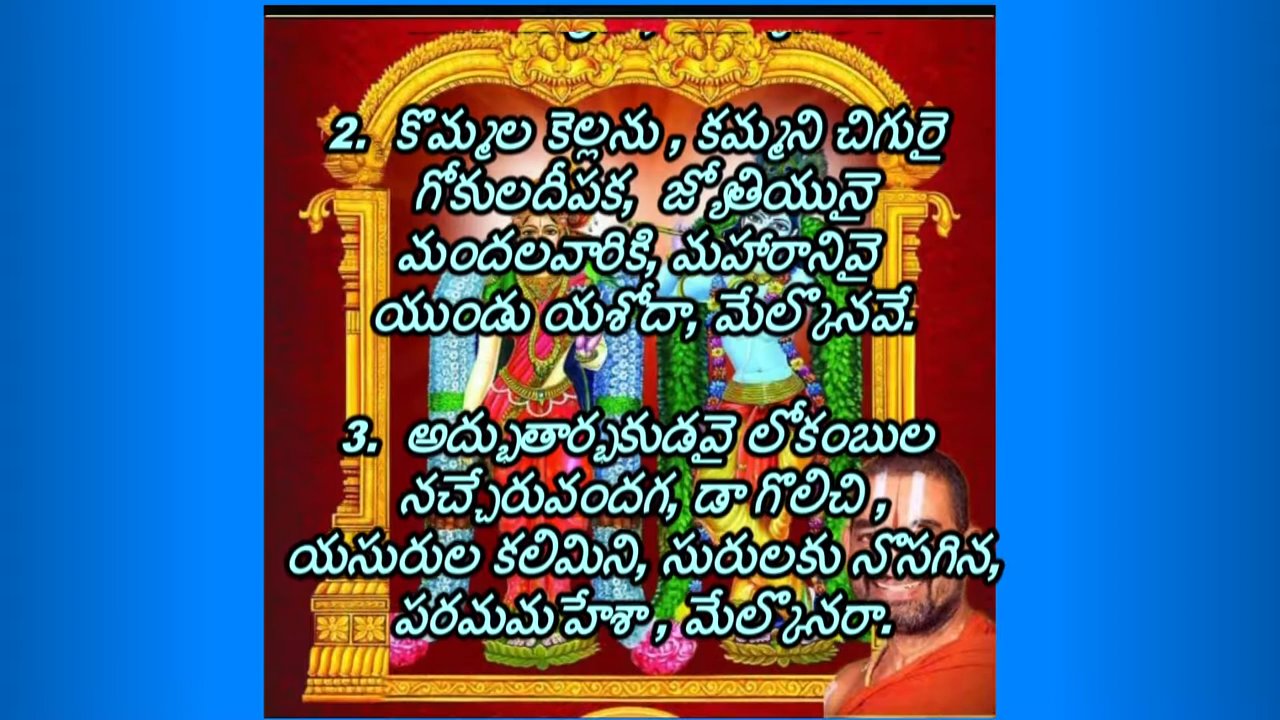 2. కొమ్మల కెల్లను , కమ్మని చిగురై
గోకులదీపక, జ్యోతియునై
మందలవారికి, మహారానివై
యుండు యశోదా, మేల్కొనవే.
3. అద్భుతార్భకుడవై లోకంబుల
నచ్చేరువందగ, డా గొలిచి ,
యసురుల కలిమిని, సురులకు నొసగిన,
పరమమహేశా , మేల్కొనరా.